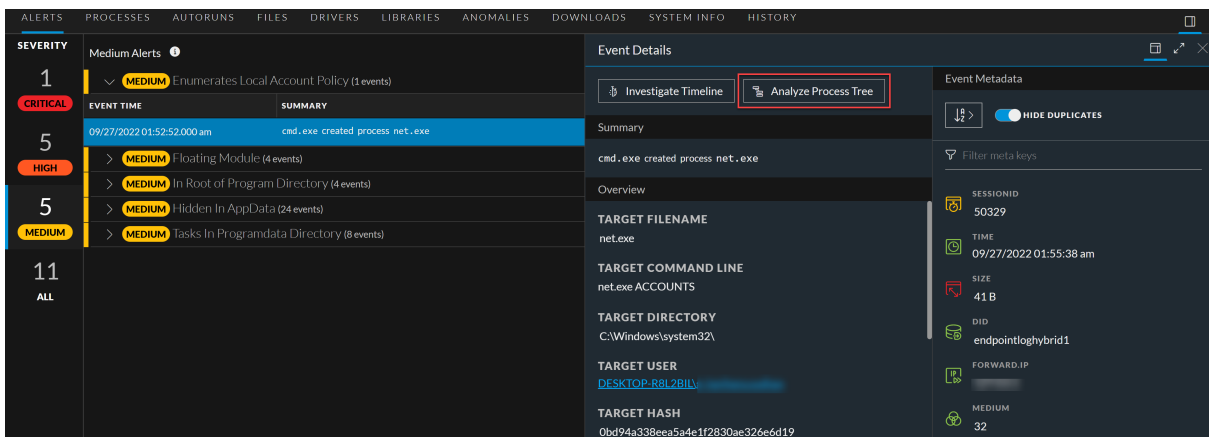 ALERTS PROCESSES AUTORUNS FILES DRIVERS LIBRARIES ANOMALIES DOWNLOADS SYSTEM INFO HISTORY
SEVERITY
1
CRITICAL
5
HIGH
5
MEDIUM
11
ALL
Medium Alerts
MEDIUM Enumerates Local Account Policy (1 events)
EVENT TIME SUMMARY
09/27/2022 01:52:52.000 am cmd.exe created process net.exe
MEDIUM Floating Module (4 events)
MEDIUM In Root of Program Directory (4 events)
MEDIUM Hidden In AppData (24 events)
MEDIUM Tasks In Programdata Directory (8 events)
Event Details
Investigate Timeline Analyze Process Tree
Summary
cmd.exe created process net.exe
Overview
TARGET FILENAME
net.exe
TARGET COMMAND LINE
net.exe ACCOUNTS
TARGET DIRECTORY
C:\Windows\system32\
TARGET USER
DESKTOP-R8L2BIL\
TARGET HASH
0bd94a338eea5a4e1f2830ae326e6d19
Event Metadata
HIDE DUPLICATES
Filter meta keys
SESSIONID
50329
TIME
09/27/2022 01:55:38 am
SIZE
41 B
DID
endpointloghybrid1
FORWARD.IP
MEDIUM
32